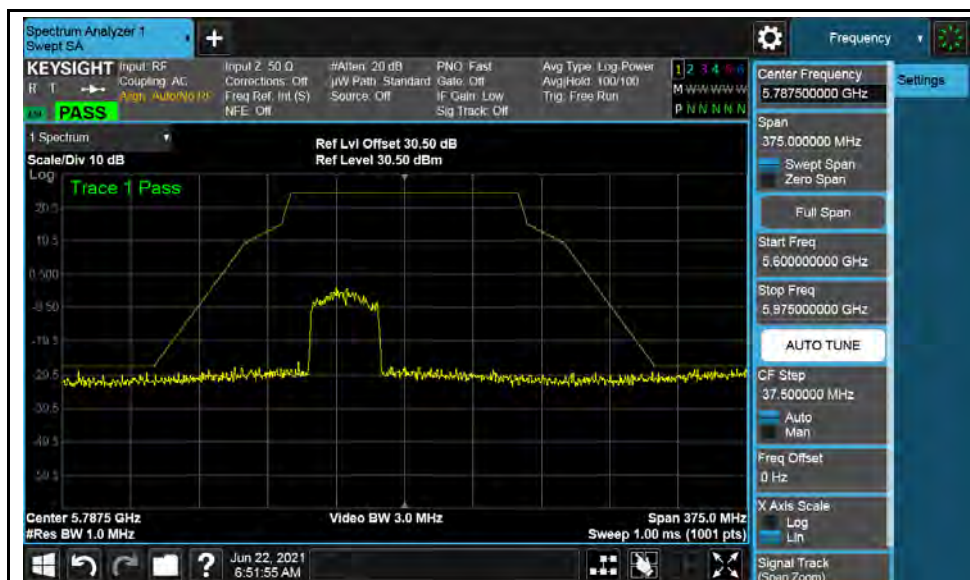 Spectrum Analyzer 1
Swept SA
+
Frequency
KEYSIGHT
R T
PASS
Input: RF
Coupling: AC
Align: Auto/No RF
Input Z: 50 Ω
Corrections: Off
Freq Ref: Int (S)
NFE: Off
#Atten: 20 dB
µW Path: Standard
Source: Off
PNO: Fast
Gate: Off
IF Gain: Low
Sig Track: Off
Avg Type: Log-Power
Avg|Hold: 100/100
Trig: Free Run
1 2 3 4 5 6
M W W W W W W
P N N N N N
1 Spectrum
Scale/Div 10 dB
Ref Lvl Offset 30.50 dB
Ref Level 30.50 dBm
Log
Trace 1 Pass
20.5
10.5
0.500
-9.50
-19.5
-29.5
-39.5
-49.5
-59.5
Center 5.7875 GHz
#Res BW 1.0 MHz
Video BW 3.0 MHz
Span 375.0 MHz
Sweep 1.00 ms (1001 pts)
?
Jun 22, 2021
6:51:55 AM
Center Frequency
5.787500000 GHz
Settings
Span
375.000000 MHz
Swept Span
Zero Span
Full Span
Start Freq
5.600000000 GHz
Stop Freq
5.975000000 GHz
AUTO TUNE
CF Step
37.500000 MHz
Auto
Man
Freq Offset
0 Hz
X Axis Scale
Log
Lin
Signal Track
(Span Zoom)